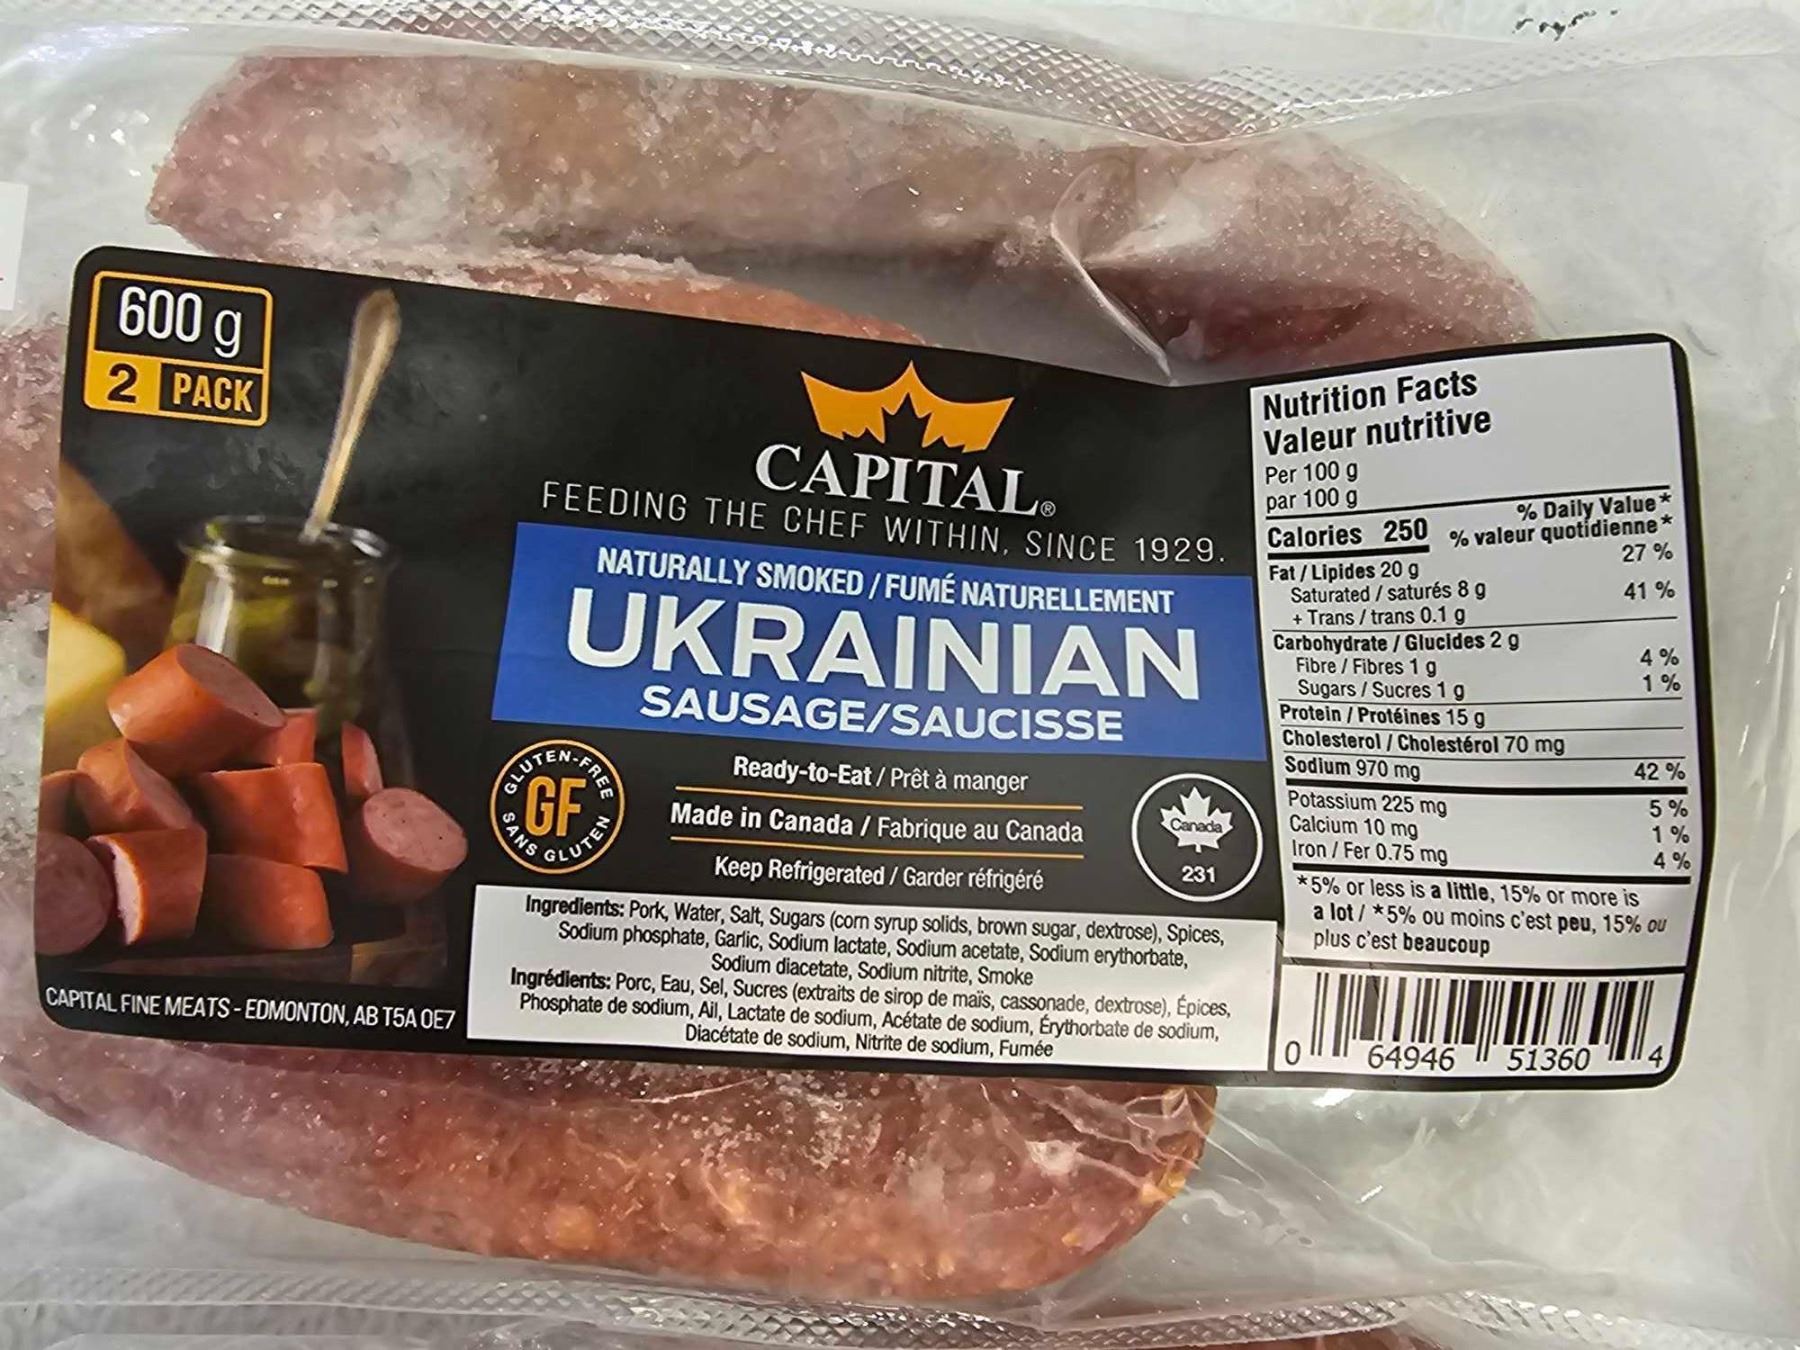 600 g
2 PACK
CAPITAL®
FEEDING THE CHEF WITHIN, SINCE 1929.
NATURALLY SMOKED / FUMÉ NATURELLEMENT
UKRAINIAN
SAUSAGE/SAUCISSE
GLUTEN-FREE
GF
SANS GLUTEN
Ready-to-Eat / Prêt à manger
Made in Canada / Fabrique au Canada
Keep Refrigerated / Garder réfrigéré
Canada
231
Ingredients: Pork, Water, Salt, Sugars (corn syrup solids, brown sugar, dextrose), Spices,
Sodium phosphate, Garlic, Sodium lactate, Sodium acetate, Sodium erythorbate,
Sodium diacetate, Sodium nitrite, Smoke
Ingrédients: Porc, Eau, Sel, Sucres (extraits de sirop de maïs, cassonade, dextrose), Épices,
Phosphate de sodium, Ail, Lactate de sodium, Acétate de sodium, Érythorbate de sodium,
Diacétate de sodium, Nitrite de sodium, Fumée
CAPITAL FINE MEATS - EDMONTON, AB T5A 0E7
Nutrition Facts
Valeur nutritive
Per 100 g
par 100 g
% Daily Value*
Calories 250 % valeur quotidienne*
Fat / Lipides 20 g 27 %
Saturated / saturés 8 g 41 %
+ Trans / trans 0.1 g
Carbohydrate / Glucides 2 g
Fibre / Fibres 1 g 4 %
Sugars / Sucres 1 g 1 %
Protein / Protéines 15 g
Cholesterol / Cholestérol 70 mg
Sodium 970 mg 42 %
Potassium 225 mg 5 %
Calcium 10 mg 1 %
Iron / Fer 0.75 mg 4 %
*5% or less is a little, 15% or more is
a lot / *5% ou moins c'est peu, 15% ou
plus c'est beaucoup
0 64946 51360 4